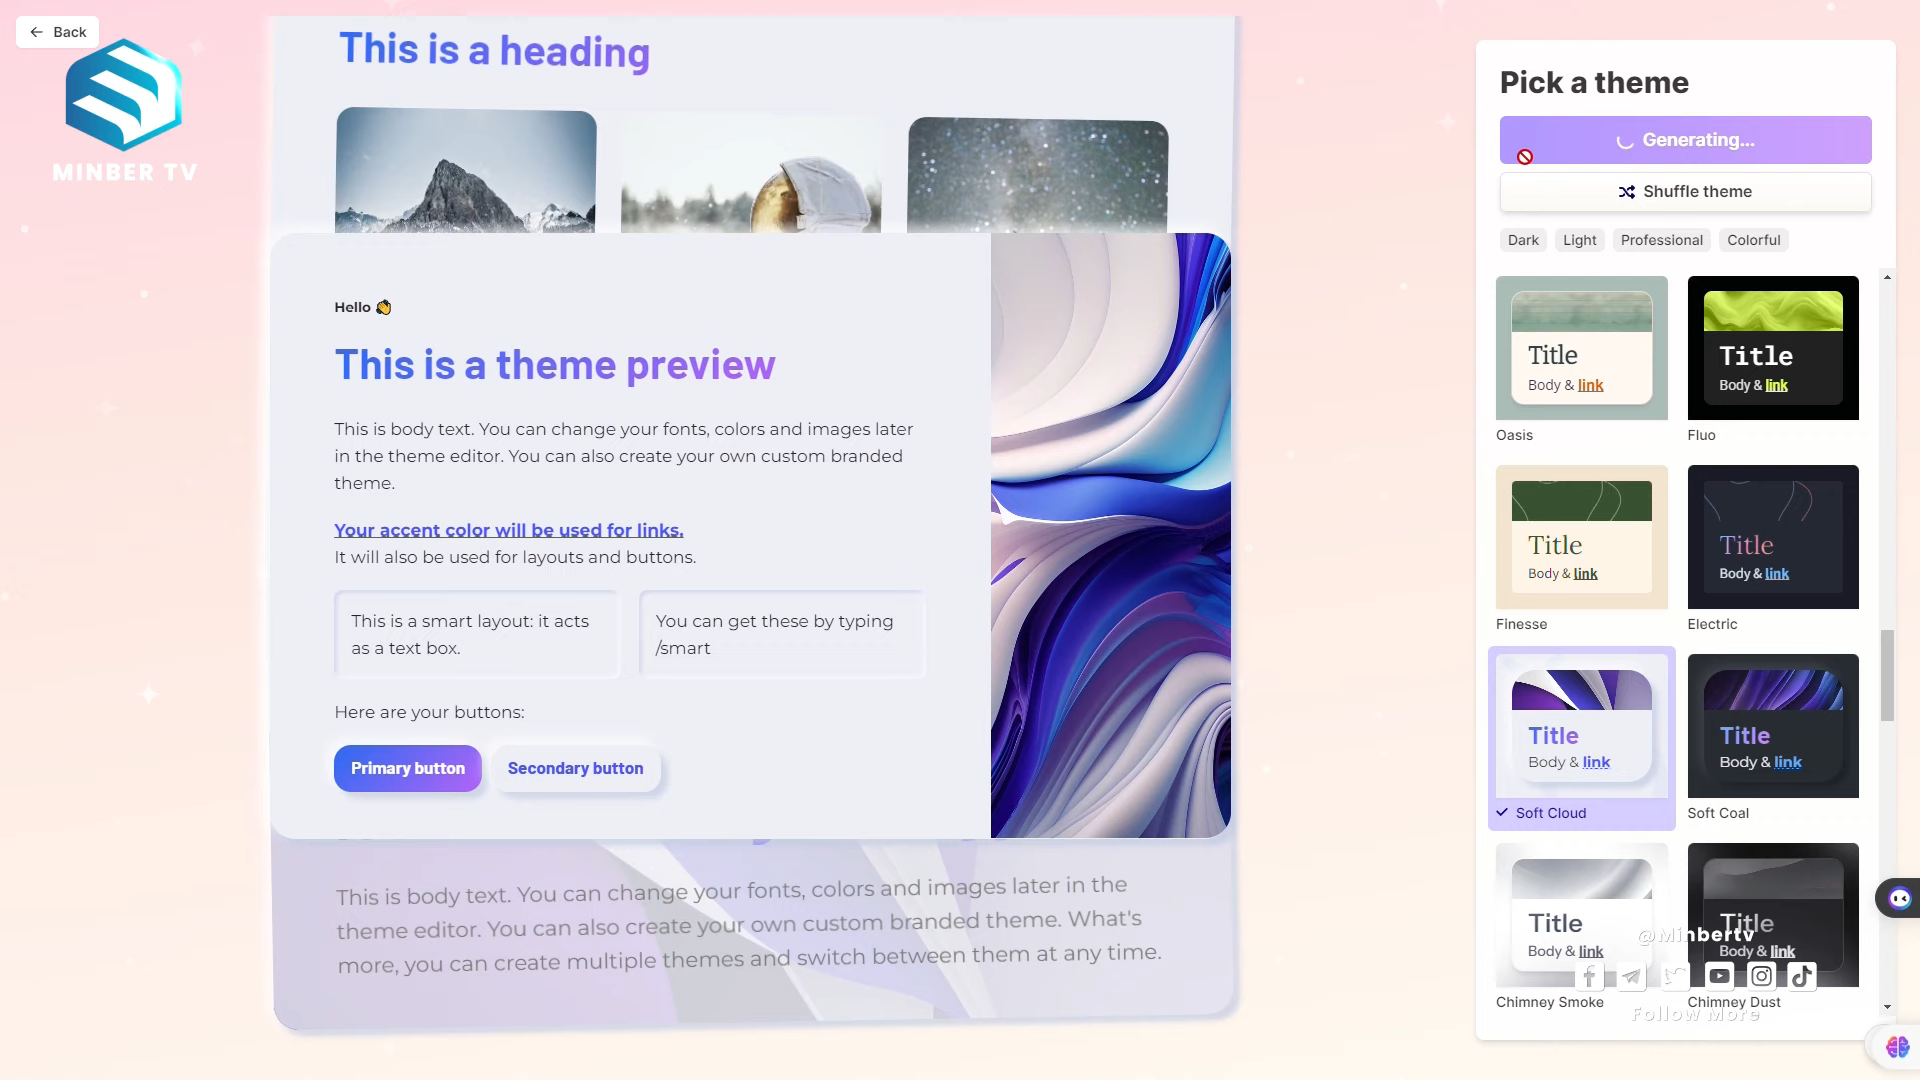 Back
MINBER TV
This is a heading
Hello 👋
This is a theme preview
This is body text. You can change your fonts, colors and images later
in the theme editor. You can also create your own custom branded
theme.
Your accent color will be used for links.
It will also be used for layouts and buttons.
This is a smart layout: it acts
as a text box.
You can get these by typing
/smart
Here are your buttons:
Primary button
Secondary button
This is body text. You can change your fonts, colors and images later in the
theme editor. You can also create your own custom branded theme. What's
more, you can create multiple themes and switch between them at any time.
Pick a theme
Generating...
Shuffle theme
Dark
Light
Professional
Colorful
Title
Body & link
Oasis
Title
Body & link
Fluo
Title
Body & link
Finesse
Title
Body & link
Electric
Title
Body & link
Soft Cloud
Title
Body & link
Soft Coal
Title
Body & link
Chimney Smoke
Title
Body & link
Chimney Dust
@Minbertv
Follow More